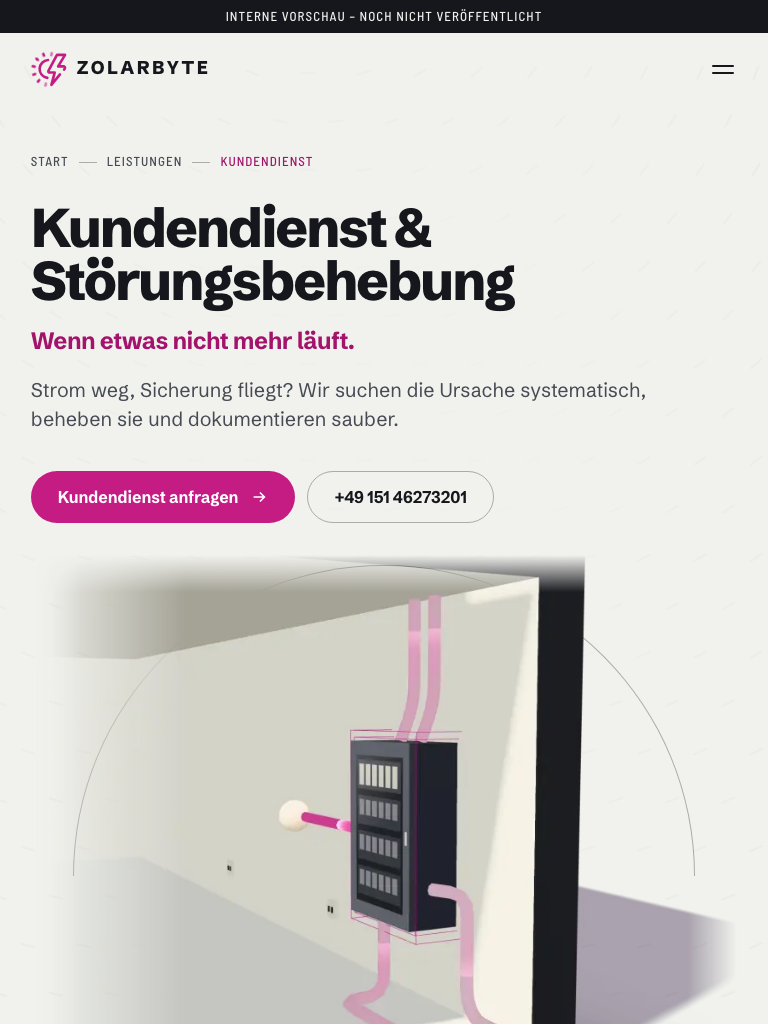 INTERNE VORSCHAU – NOCH NICHT VERÖFFENTLICHT
ZOLARBYTE
START — LEISTUNGEN — KUNDENDIENST
Kundendienst &
Störungsbehebung
Wenn etwas nicht mehr läuft.
Strom weg, Sicherung fliegt? Wir suchen die Ursache systematisch,
beheben sie und dokumentieren sauber.
Kundendienst anfragen →
+49 151 46273201